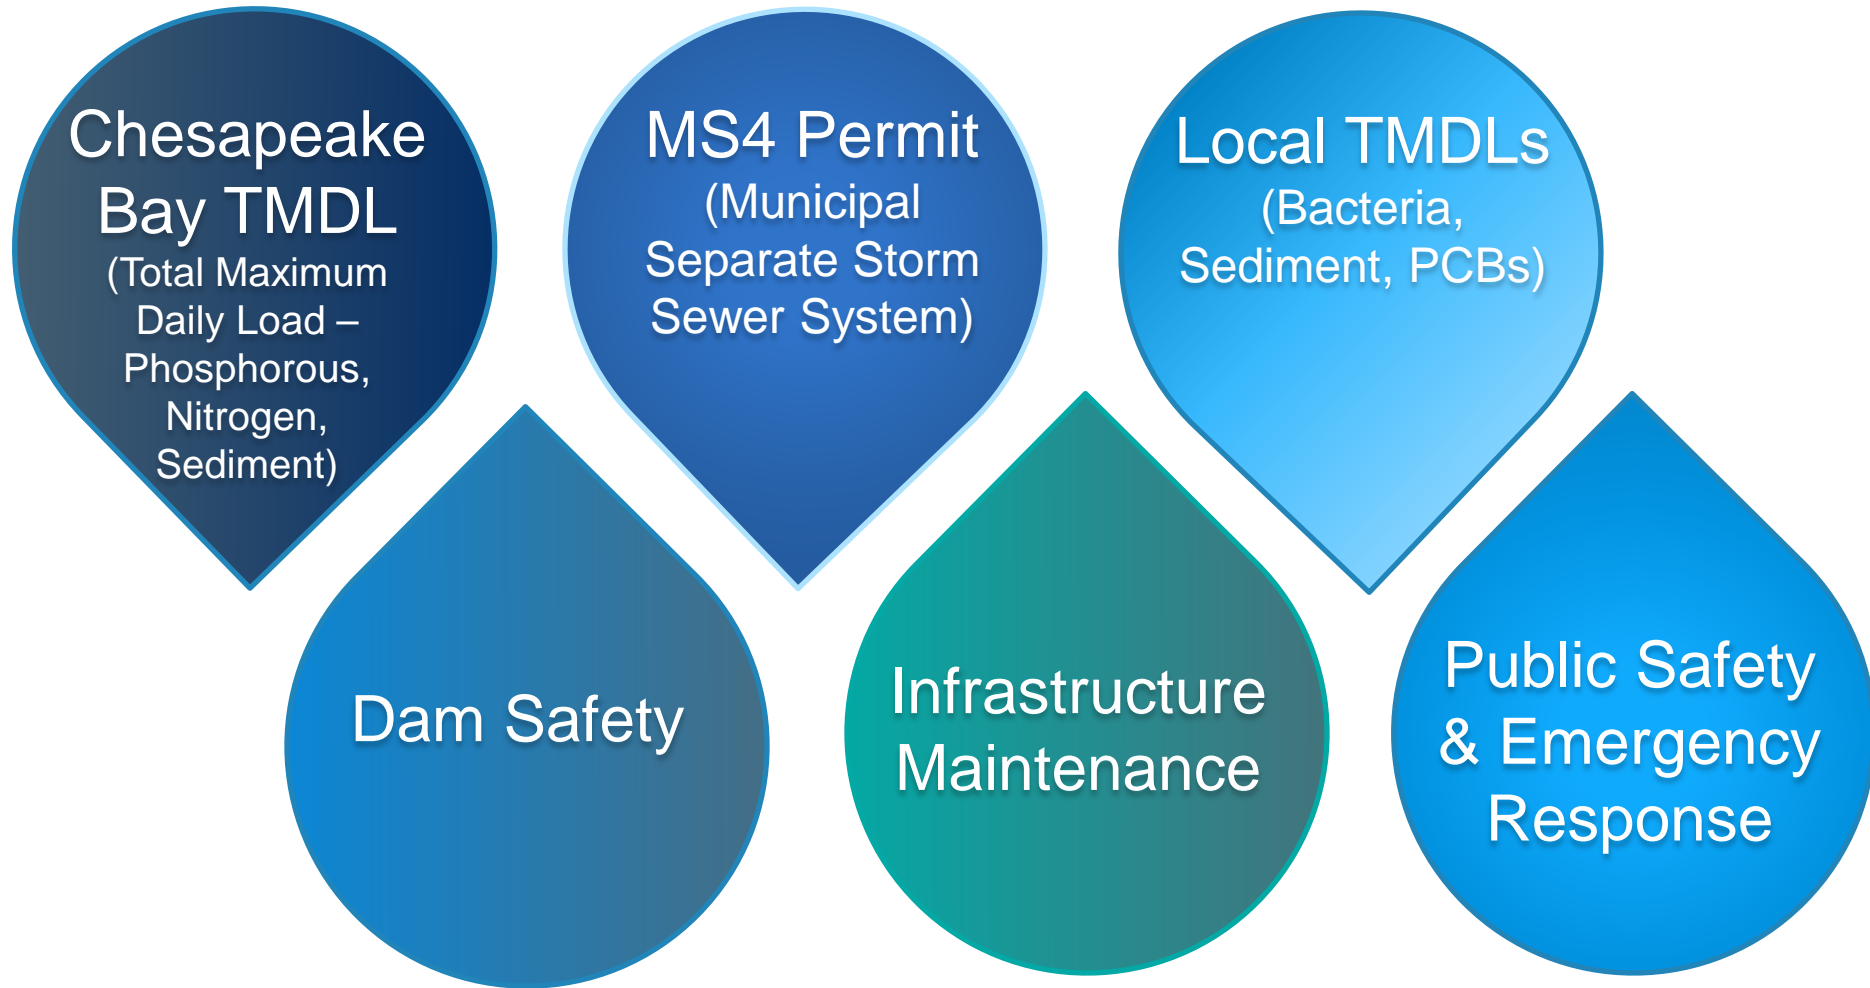 Chesapeake
Bay TMDL
(Total Maximum
Daily Load –
Phosphorous,
Nitrogen,
Sediment)
MS4 Permit
(Municipal
Separate Storm
Sewer System)
Local TMDLs
(Bacteria,
Sediment, PCBs)
Dam Safety
Infrastructure
Maintenance
Public Safety
& Emergency
Response